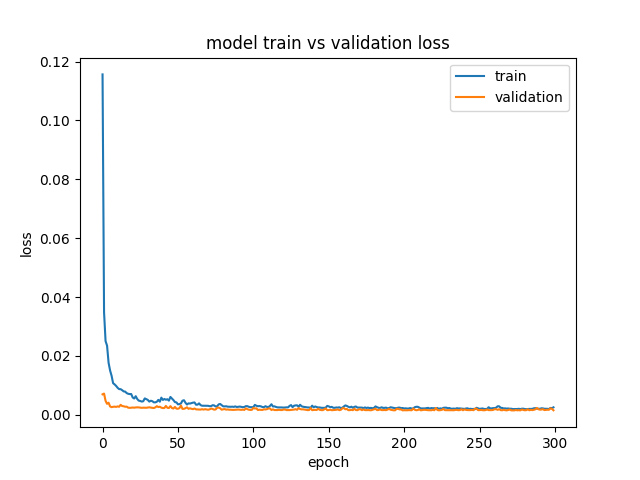 model train vs validation loss
train
validation
0.12
0.10
0.08
0.06
0.04
0.02
0.00
loss
0 50 100 150 200 250 300
epoch